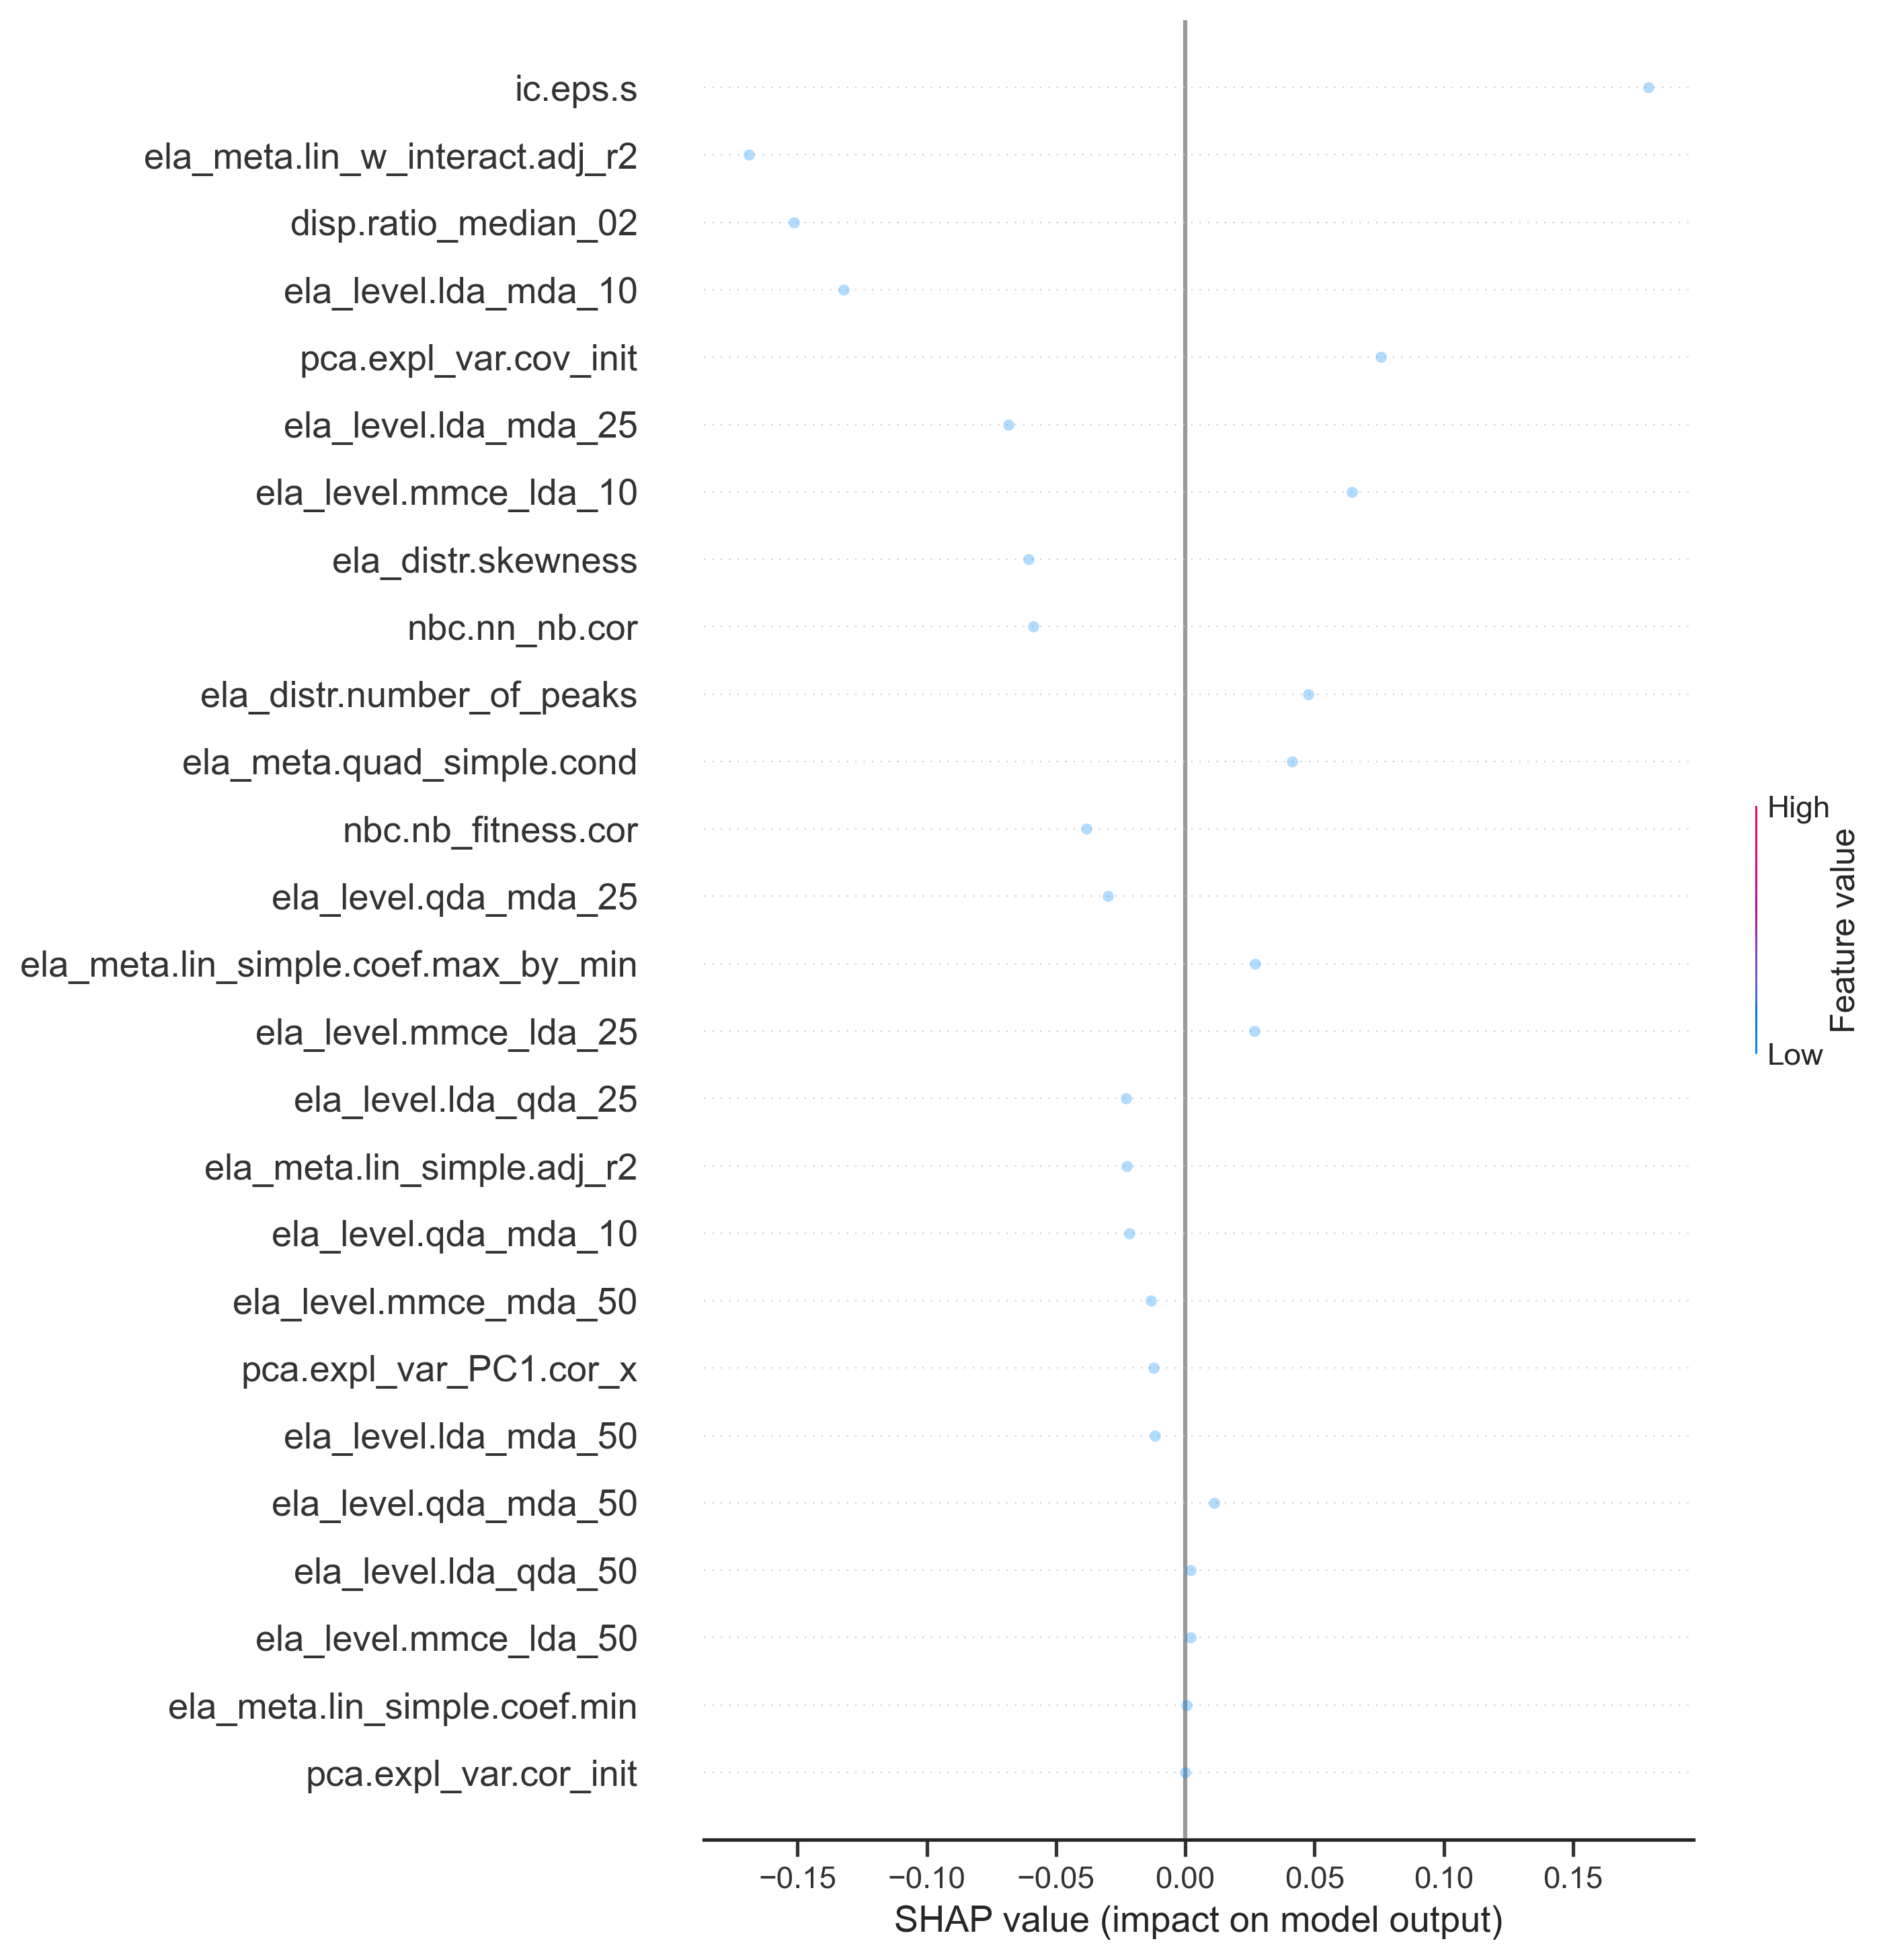 ic.eps.s
ela_meta.lin_w_interact.adj_r2
disp.ratio_median_02
ela_level.lda_mda_10
pca.expl_var.cov_init
ela_level.lda_mda_25
ela_level.mmce_lda_10
ela_distr.skewness
nbc.nn_nb.cor
ela_distr.number_of_peaks
ela_meta.quad_simple.cond
nbc.nb_fitness.cor
ela_level.qda_mda_25
ela_meta.lin_simple.coef.max_by_min
ela_level.mmce_lda_25
ela_level.lda_qda_25
ela_meta.lin_simple.adj_r2
ela_level.qda_mda_10
ela_level.mmce_mda_50
pca.expl_var_PC1.cor_x
ela_level.lda_mda_50
ela_level.qda_mda_50
ela_level.lda_qda_50
ela_level.mmce_lda_50
ela_meta.lin_simple.coef.min
pca.expl_var.cor_init
−0.15 −0.10 −0.05 0.00 0.05 0.10 0.15
SHAP value (impact on model output)
High
Feature value
Low